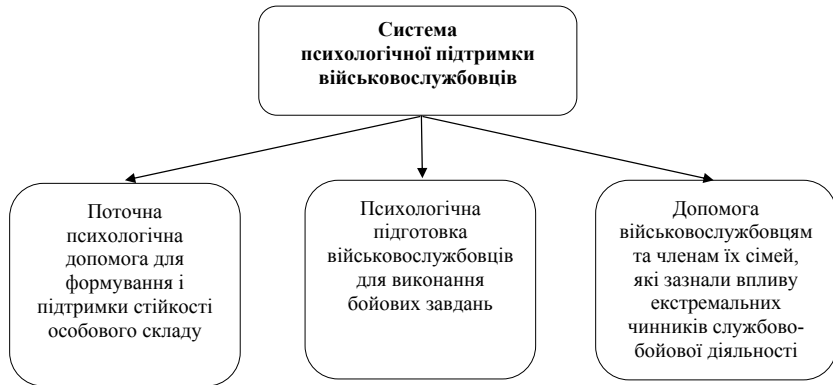 Система
психологічної підтримки
військовослужбовців
Поточна
психологічна
допомога для
формування і
підтримки стійкості
особового складу
Психологічна
підготовка
військовослужбовців
для виконання
бойових завдань
Допомога
військовослужбовцям
та членам їх сімей,
які зазнали впливу
екстремальних
чинників службово-
бойової діяльності